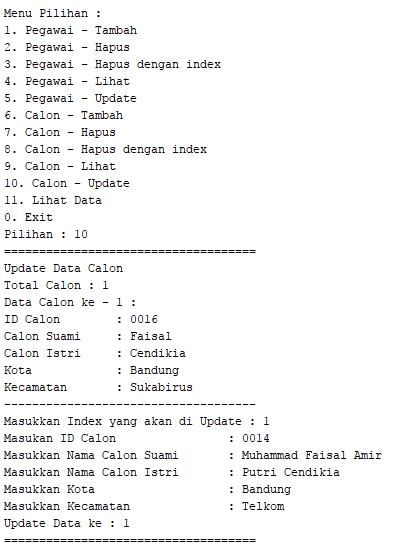 Menu Pilihan :
1. Pegawai - Tambah
2. Pegawai - Hapus
3. Pegawai - Hapus dengan index
4. Pegawai - Lihat
5. Pegawai - Update
6. Calon - Tambah
7. Calon - Hapus
8. Calon - Hapus dengan index
9. Calon - Lihat
10. Calon - Update
11. Lihat Data
0. Exit
Pilihan : 10
====================================
Update Data Calon
Total Calon : 1
Data Calon ke - 1 :
ID Calon        : 0016
Calon Suami     : Faisal
Calon Istri     : Cendikia
Kota            : Bandung
Kecamatan       : Sukabirus
------------------------------------
Masukkan Index yang akan di Update : 1
Masukan ID Calon                : 0014
Masukkan Nama Calon Suami       : Muhammad Faisal Amir
Masukkan Nama Calon Istri       : Putri Cendikia
Masukkan Kota                   : Bandung
Masukkan Kecamatan              : Telkom
Update Data ke : 1
====================================